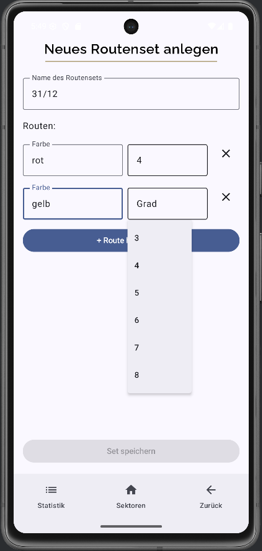 Neues Routenset anlegen
Name des Routensets
31/12
Routen:
Farbe
rot
4
Farbe
gelb
Grad
+ Route
3
4
5
6
7
8
Set speichern
Statistik
Sektoren
Zurück